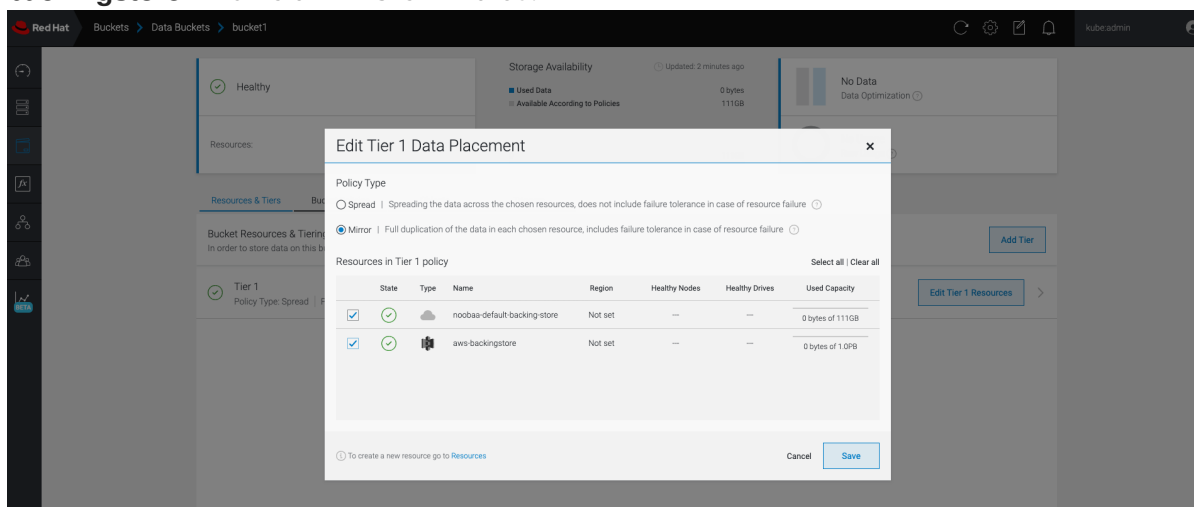 Red Hat Buckets > Data Buckets > bucket1 kube:admin
Healthy
Storage Availability Updated: 2 minutes ago
Used Data 0 bytes
Available According to Policies 111GB
No Data
Data Optimization
Resources:
Edit Tier 1 Data Placement ×
Policy Type
Spread | Spreading the data across the chosen resources, does not include failure tolerance in case of resource failure
Mirror | Full duplication of the data in each chosen resource, includes failure tolerance in case of resource failure
Resources in Tier 1 policy Select all | Clear all
State Type Name Region Healthy Nodes Healthy Drives Used Capacity
noobaa-default-backing-store Not set — — 0 bytes of 111GB
aws-backingstore Not set — — 0 bytes of 1.0PB
To create a new resource go to Resources Cancel Save
Resources & Tiers
Bucket Resources & Tiering
In order to store data on this Add Tier
Tier 1
Policy Type: Spread | Edit Tier 1 Resources >
BETA